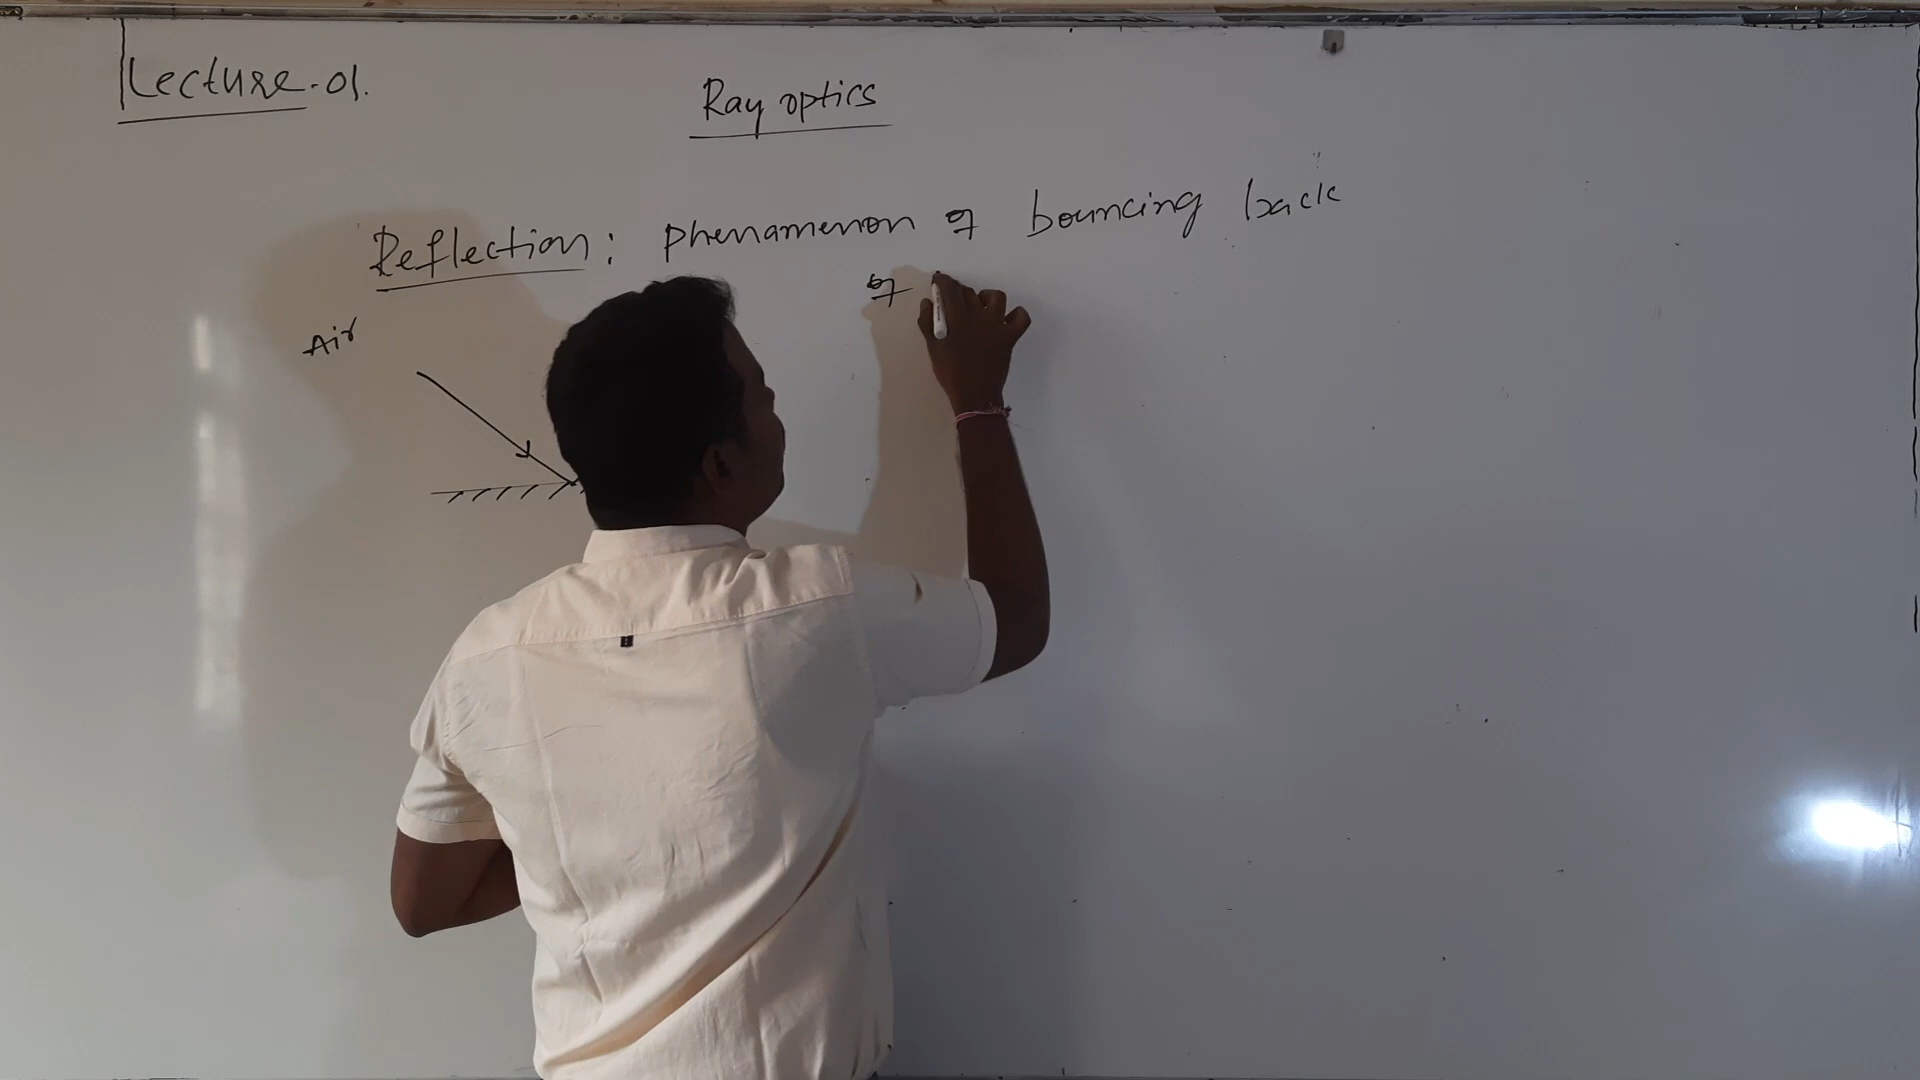 Lecture-01.
Ray optics
Reflection: phenamenon of bouncing back
of
Air